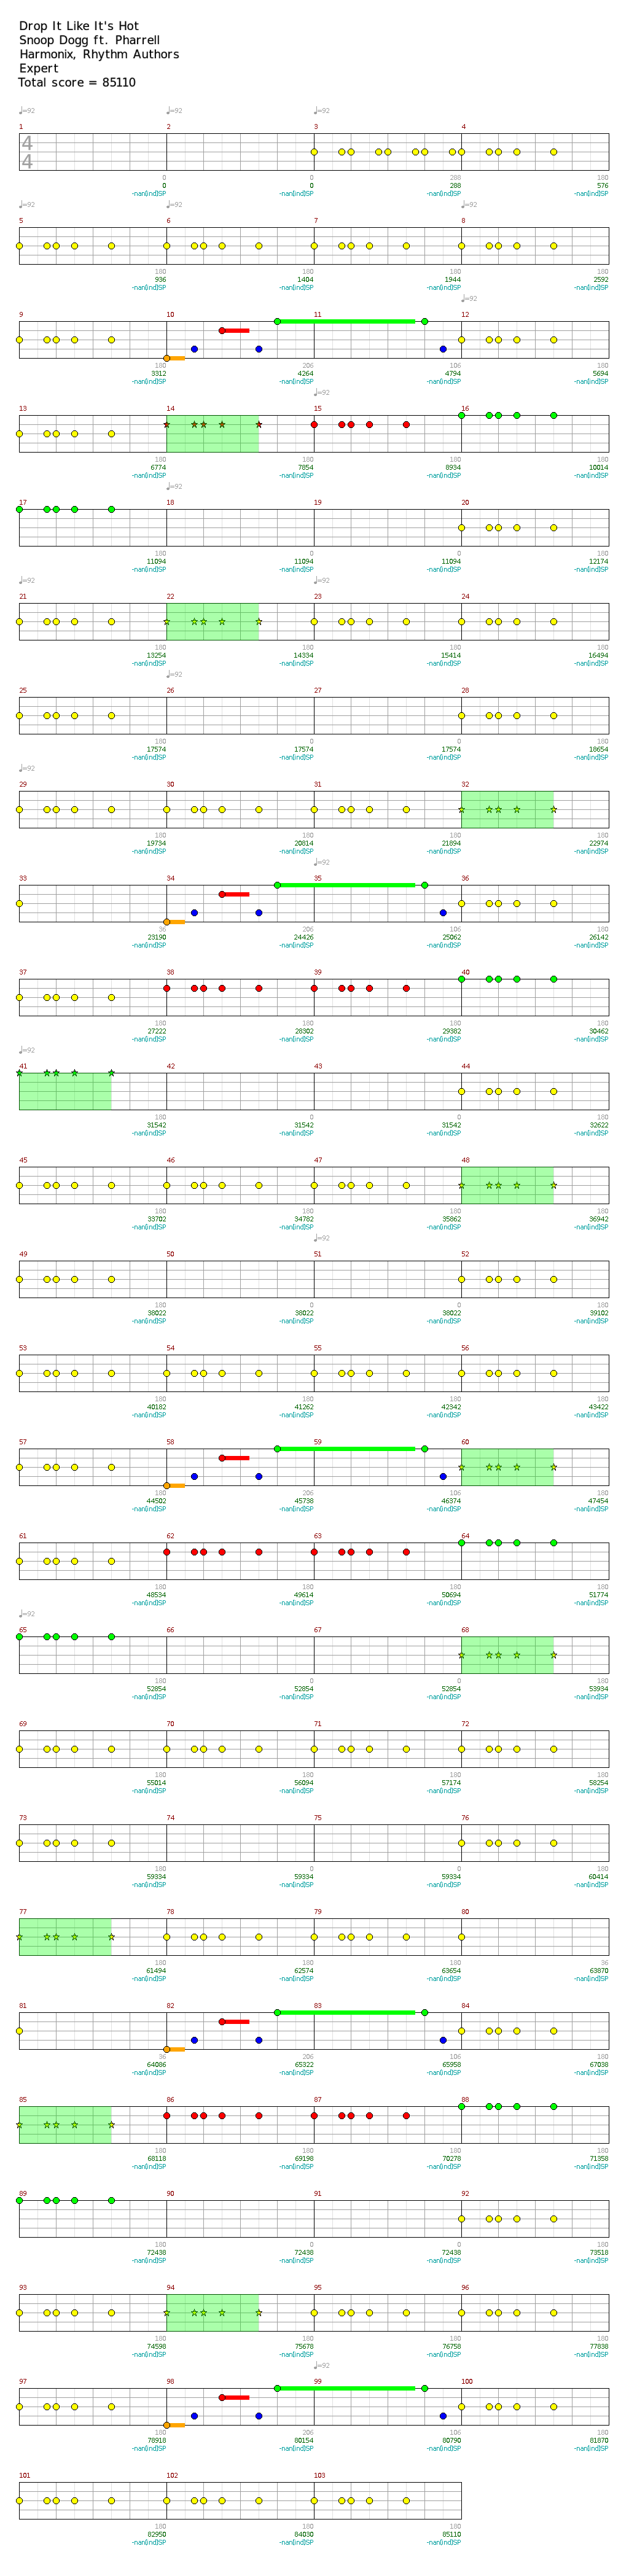 Drop It Like It's Hot
Snoop Dogg ft. Pharrell
Harmonix, Rhythm Authors
Expert
Total score = 85110
♩=92 ♩=92 ♩=92
1 2 3 4
4
4
0 0 288 180
0 0 288 576
-nan(ind)SP -nan(ind)SP -nan(ind)SP -nan(ind)SP
♩=92 ♩=92 ♩=92
5 6 7 8
180 180 180 180
936 1404 1944 2592
-nan(ind)SP -nan(ind)SP -nan(ind)SP -nan(ind)SP
♩=92
9 10 11 12
180 206 106 180
3312 4264 4794 5694
-nan(ind)SP -nan(ind)SP -nan(ind)SP -nan(ind)SP
♩=92
13 14 15 16
180 180 180 180
6774 7854 8934 10014
-nan(ind)SP -nan(ind)SP -nan(ind)SP -nan(ind)SP
♩=92
17 18 19 20
180 0 0 180
11094 11094 11094 12174
-nan(ind)SP -nan(ind)SP -nan(ind)SP -nan(ind)SP
♩=92 ♩=92
21 22 23 24
180 180 180 180
13254 14334 15414 16494
-nan(ind)SP -nan(ind)SP -nan(ind)SP -nan(ind)SP
♩=92
25 26 27 28
180 0 0 180
17574 17574 17574 18654
-nan(ind)SP -nan(ind)SP -nan(ind)SP -nan(ind)SP
♩=92
29 30 31 32
180 180 180 180
19734 20814 21894 22974
-nan(ind)SP -nan(ind)SP -nan(ind)SP -nan(ind)SP
♩=92
33 34 35 36
36 206 106 180
23190 24426 25062 26142
-nan(ind)SP -nan(ind)SP -nan(ind)SP -nan(ind)SP
37 38 39 40
180 180 180 180
27222 28302 29382 30462
-nan(ind)SP -nan(ind)SP -nan(ind)SP -nan(ind)SP
♩=92
41 42 43 44
180 0 0 180
31542 31542 31542 32622
-nan(ind)SP -nan(ind)SP -nan(ind)SP -nan(ind)SP
45 46 47 48
180 180 180 180
33702 34782 35862 36942
-nan(ind)SP -nan(ind)SP -nan(ind)SP -nan(ind)SP
♩=92
49 50 51 52
180 0 0 180
38022 38022 38022 39102
-nan(ind)SP -nan(ind)SP -nan(ind)SP -nan(ind)SP
53 54 55 56
180 180 180 180
40182 41262 42342 43422
-nan(ind)SP -nan(ind)SP -nan(ind)SP -nan(ind)SP
57 58 59 60
180 206 106 180
44502 45738 46374 47454
-nan(ind)SP -nan(ind)SP -nan(ind)SP -nan(ind)SP
61 62 63 64
180 180 180 180
48534 49614 50694 51774
-nan(ind)SP -nan(ind)SP -nan(ind)SP -nan(ind)SP
♩=92
65 66 67 68
180 0 0 180
52854 52854 52854 53934
-nan(ind)SP -nan(ind)SP -nan(ind)SP -nan(ind)SP
69 70 71 72
180 180 180 180
55014 56094 57174 58254
-nan(ind)SP -nan(ind)SP -nan(ind)SP -nan(ind)SP
73 74 75 76
180 0 0 180
59334 59334 59334 60414
-nan(ind)SP -nan(ind)SP -nan(ind)SP -nan(ind)SP
77 78 79 80
180 180 180 36
61494 62574 63654 63870
-nan(ind)SP -nan(ind)SP -nan(ind)SP -nan(ind)SP
81 82 83 84
36 206 106 180
64086 65322 65958 67038
-nan(ind)SP -nan(ind)SP -nan(ind)SP -nan(ind)SP
85 86 87 88
180 180 180 180
68118 69198 70278 71358
-nan(ind)SP -nan(ind)SP -nan(ind)SP -nan(ind)SP
89 90 91 92
180 0 0 180
72438 72438 72438 73518
-nan(ind)SP -nan(ind)SP -nan(ind)SP -nan(ind)SP
93 94 95 96
180 180 180 180
74598 75678 76758 77838
-nan(ind)SP -nan(ind)SP -nan(ind)SP -nan(ind)SP
♩=92
97 98 99 100
180 206 106 180
78918 80154 80790 81870
-nan(ind)SP -nan(ind)SP -nan(ind)SP -nan(ind)SP
101 102 103
180 180 180
82950 84030 85110
-nan(ind)SP -nan(ind)SP -nan(ind)SP